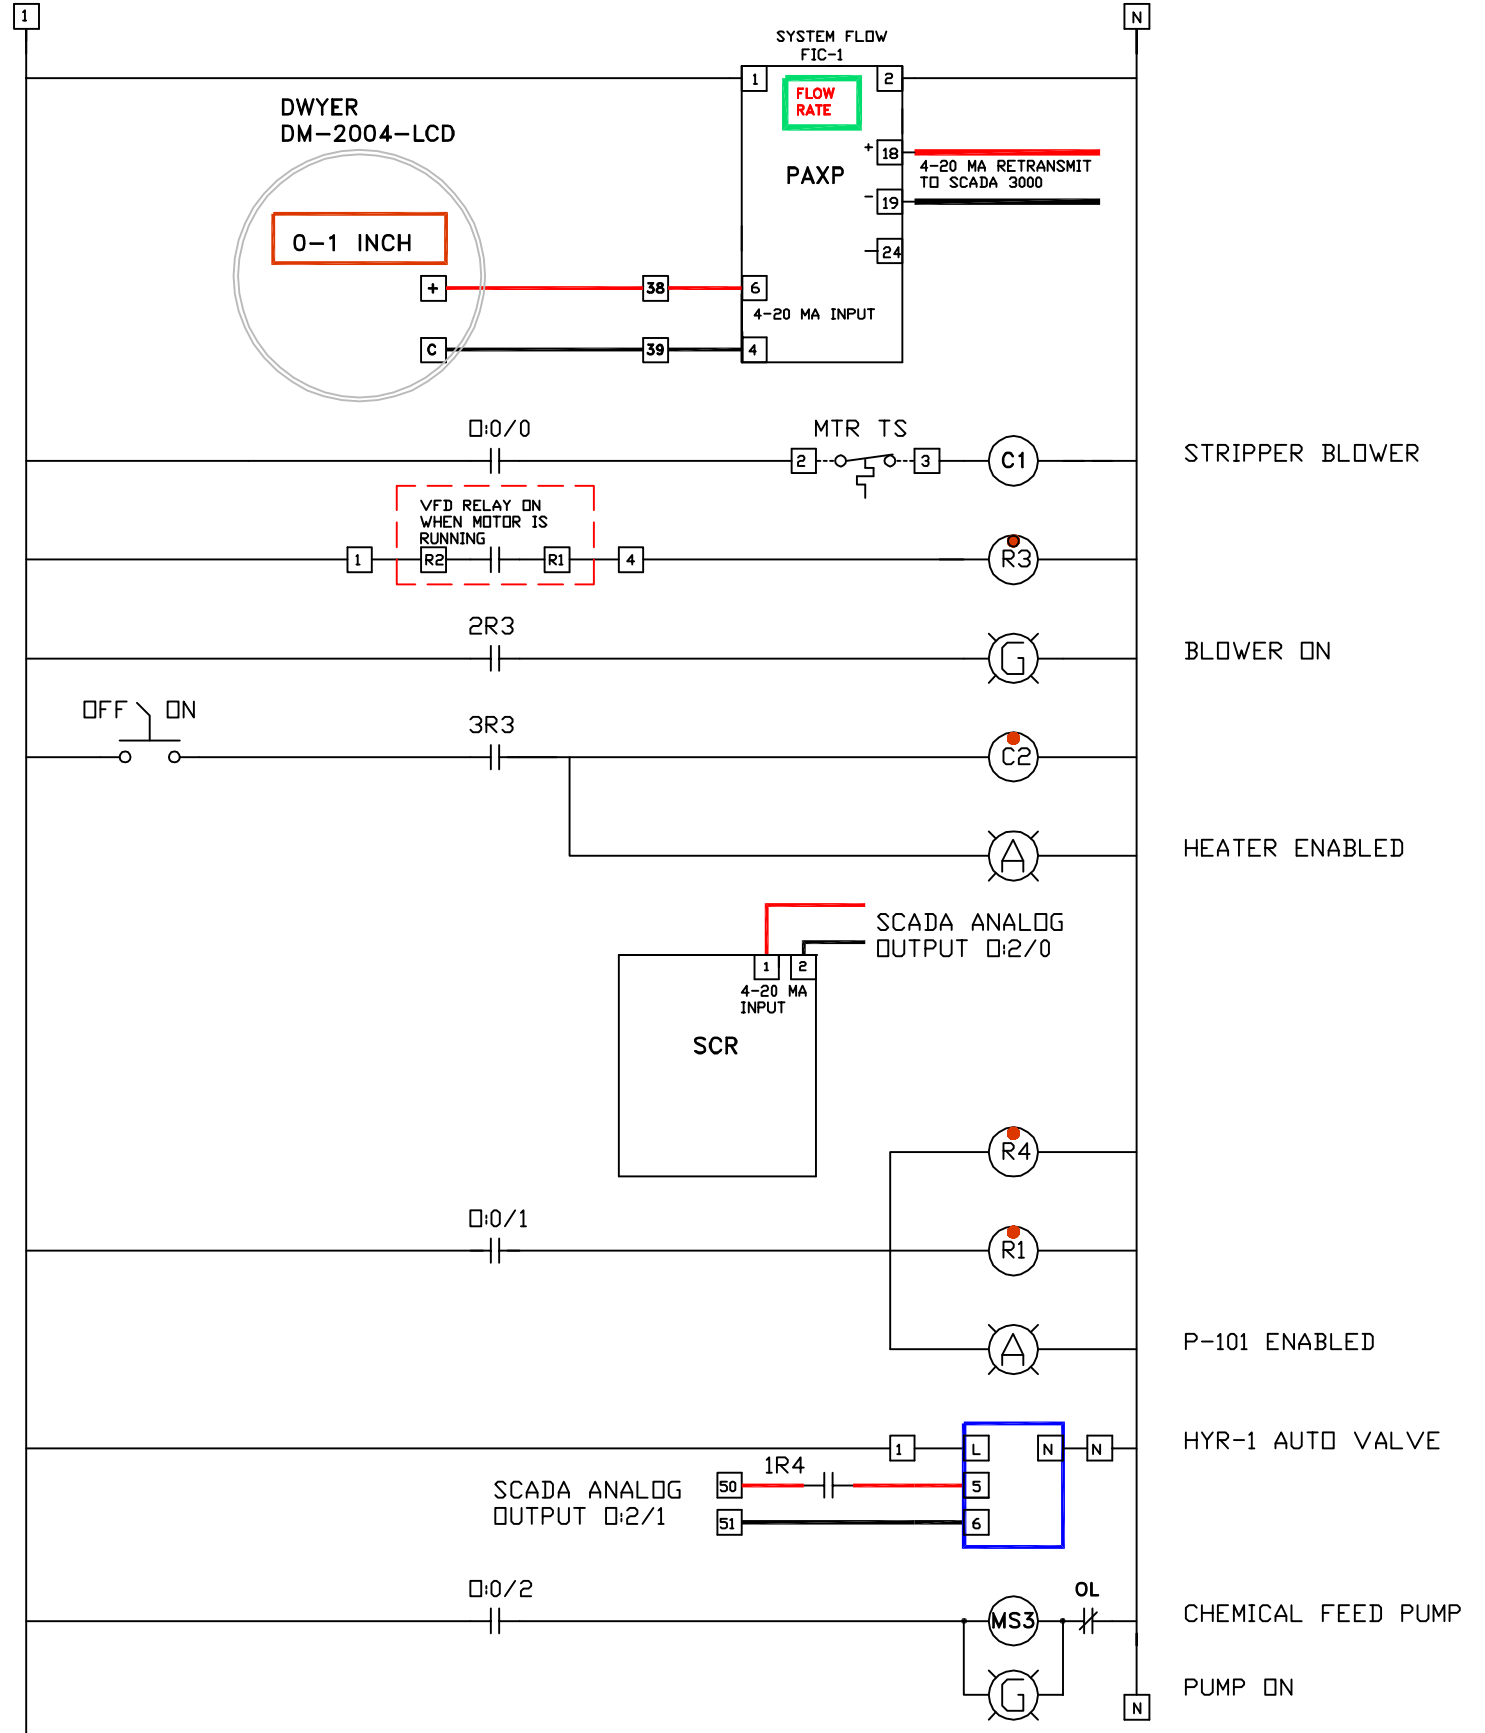 1
N
SYSTEM FLOW
FIC-1
1
2
FLOW
RATE
DWYER
DM-2004-LCD
+ 18
4-20 MA RETRANSMIT
TO SCADA 3000
PAXP
- 19
0-1 INCH
-24
+
38
6
4-20 MA INPUT
C
39
4
O:0/0
MTR TS
2
3
C1
STRIPPER BLOWER
VFD RELAY ON
WHEN MOTOR IS
RUNNING
1
R2
R1
4
R3
2R3
G
BLOWER ON
OFF
ON
3R3
C2
A
HEATER ENABLED
SCADA ANALOG
OUTPUT O:2/0
1
2
4-20 MA
INPUT
SCR
R4
O:0/1
R1
A
P-101 ENABLED
1
L
N
N
HYR-1 AUTO VALVE
1R4
SCADA ANALOG
OUTPUT O:2/1
50
5
51
6
O:0/2
OL
MS3
CHEMICAL FEED PUMP
G
PUMP ON
N